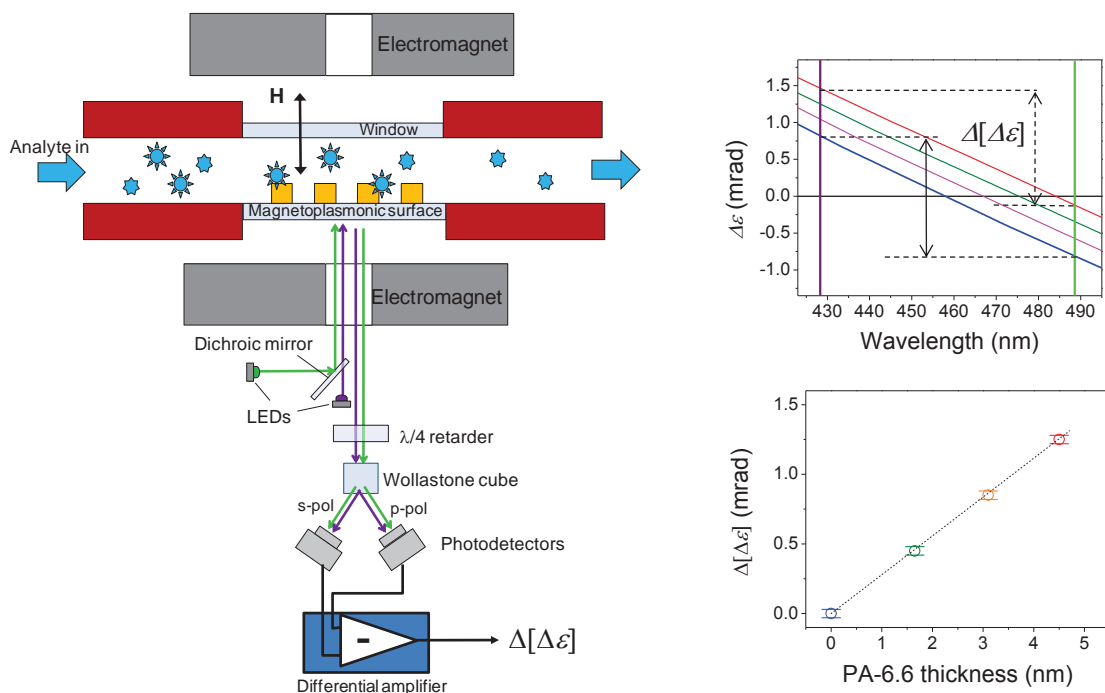 Electromagnet
H
Window
Analyte in
Magnetoplasmonic surface
Electromagnet
Dichroic mirror
LEDs
λ/4 retarder
Wollastone cube
s-pol
p-pol
Photodetectors
-
Δ[Δε]
Differential amplifier
1.5
1.0
0.5
0.0
-0.5
-1.0
Δε (mrad)
Δ[Δε]
430 440 450 460 470 480 490
Wavelength (nm)
1.5
1.0
0.5
0.0
Δ[Δε] (mrad)
0 1 2 3 4 5
PA-6.6 thickness (nm)